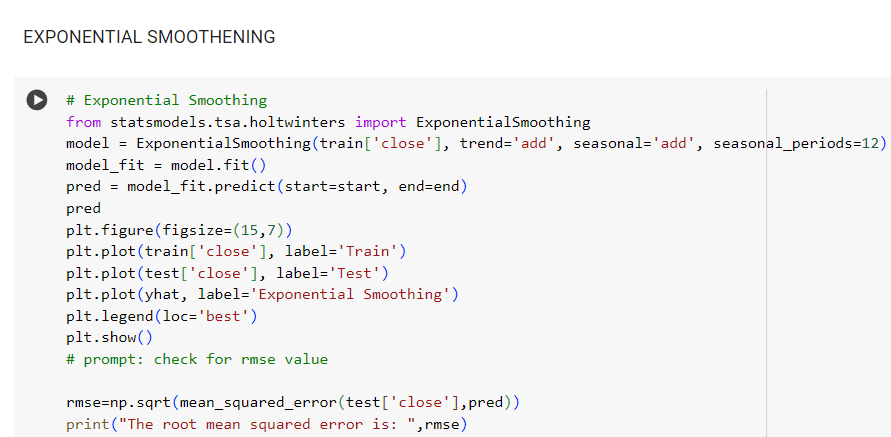 EXPONENTIAL SMOOTHENING
# Exponential Smoothing
from statsmodels.tsa.holtwinters import ExponentialSmoothing
model = ExponentialSmoothing(train['close'], trend='add', seasonal='add', seasonal_periods=12)
model_fit = model.fit()
pred = model_fit.predict(start=start, end=end)
pred
plt.figure(figsize=(15,7))
plt.plot(train['close'], label='Train')
plt.plot(test['close'], label='Test')
plt.plot(yhat, label='Exponential Smoothing')
plt.legend(loc='best')
plt.show()
# prompt: check for rmse value
rmse=np.sqrt(mean_squared_error(test['close'],pred))
print("The root mean squared error is: ",rmse)